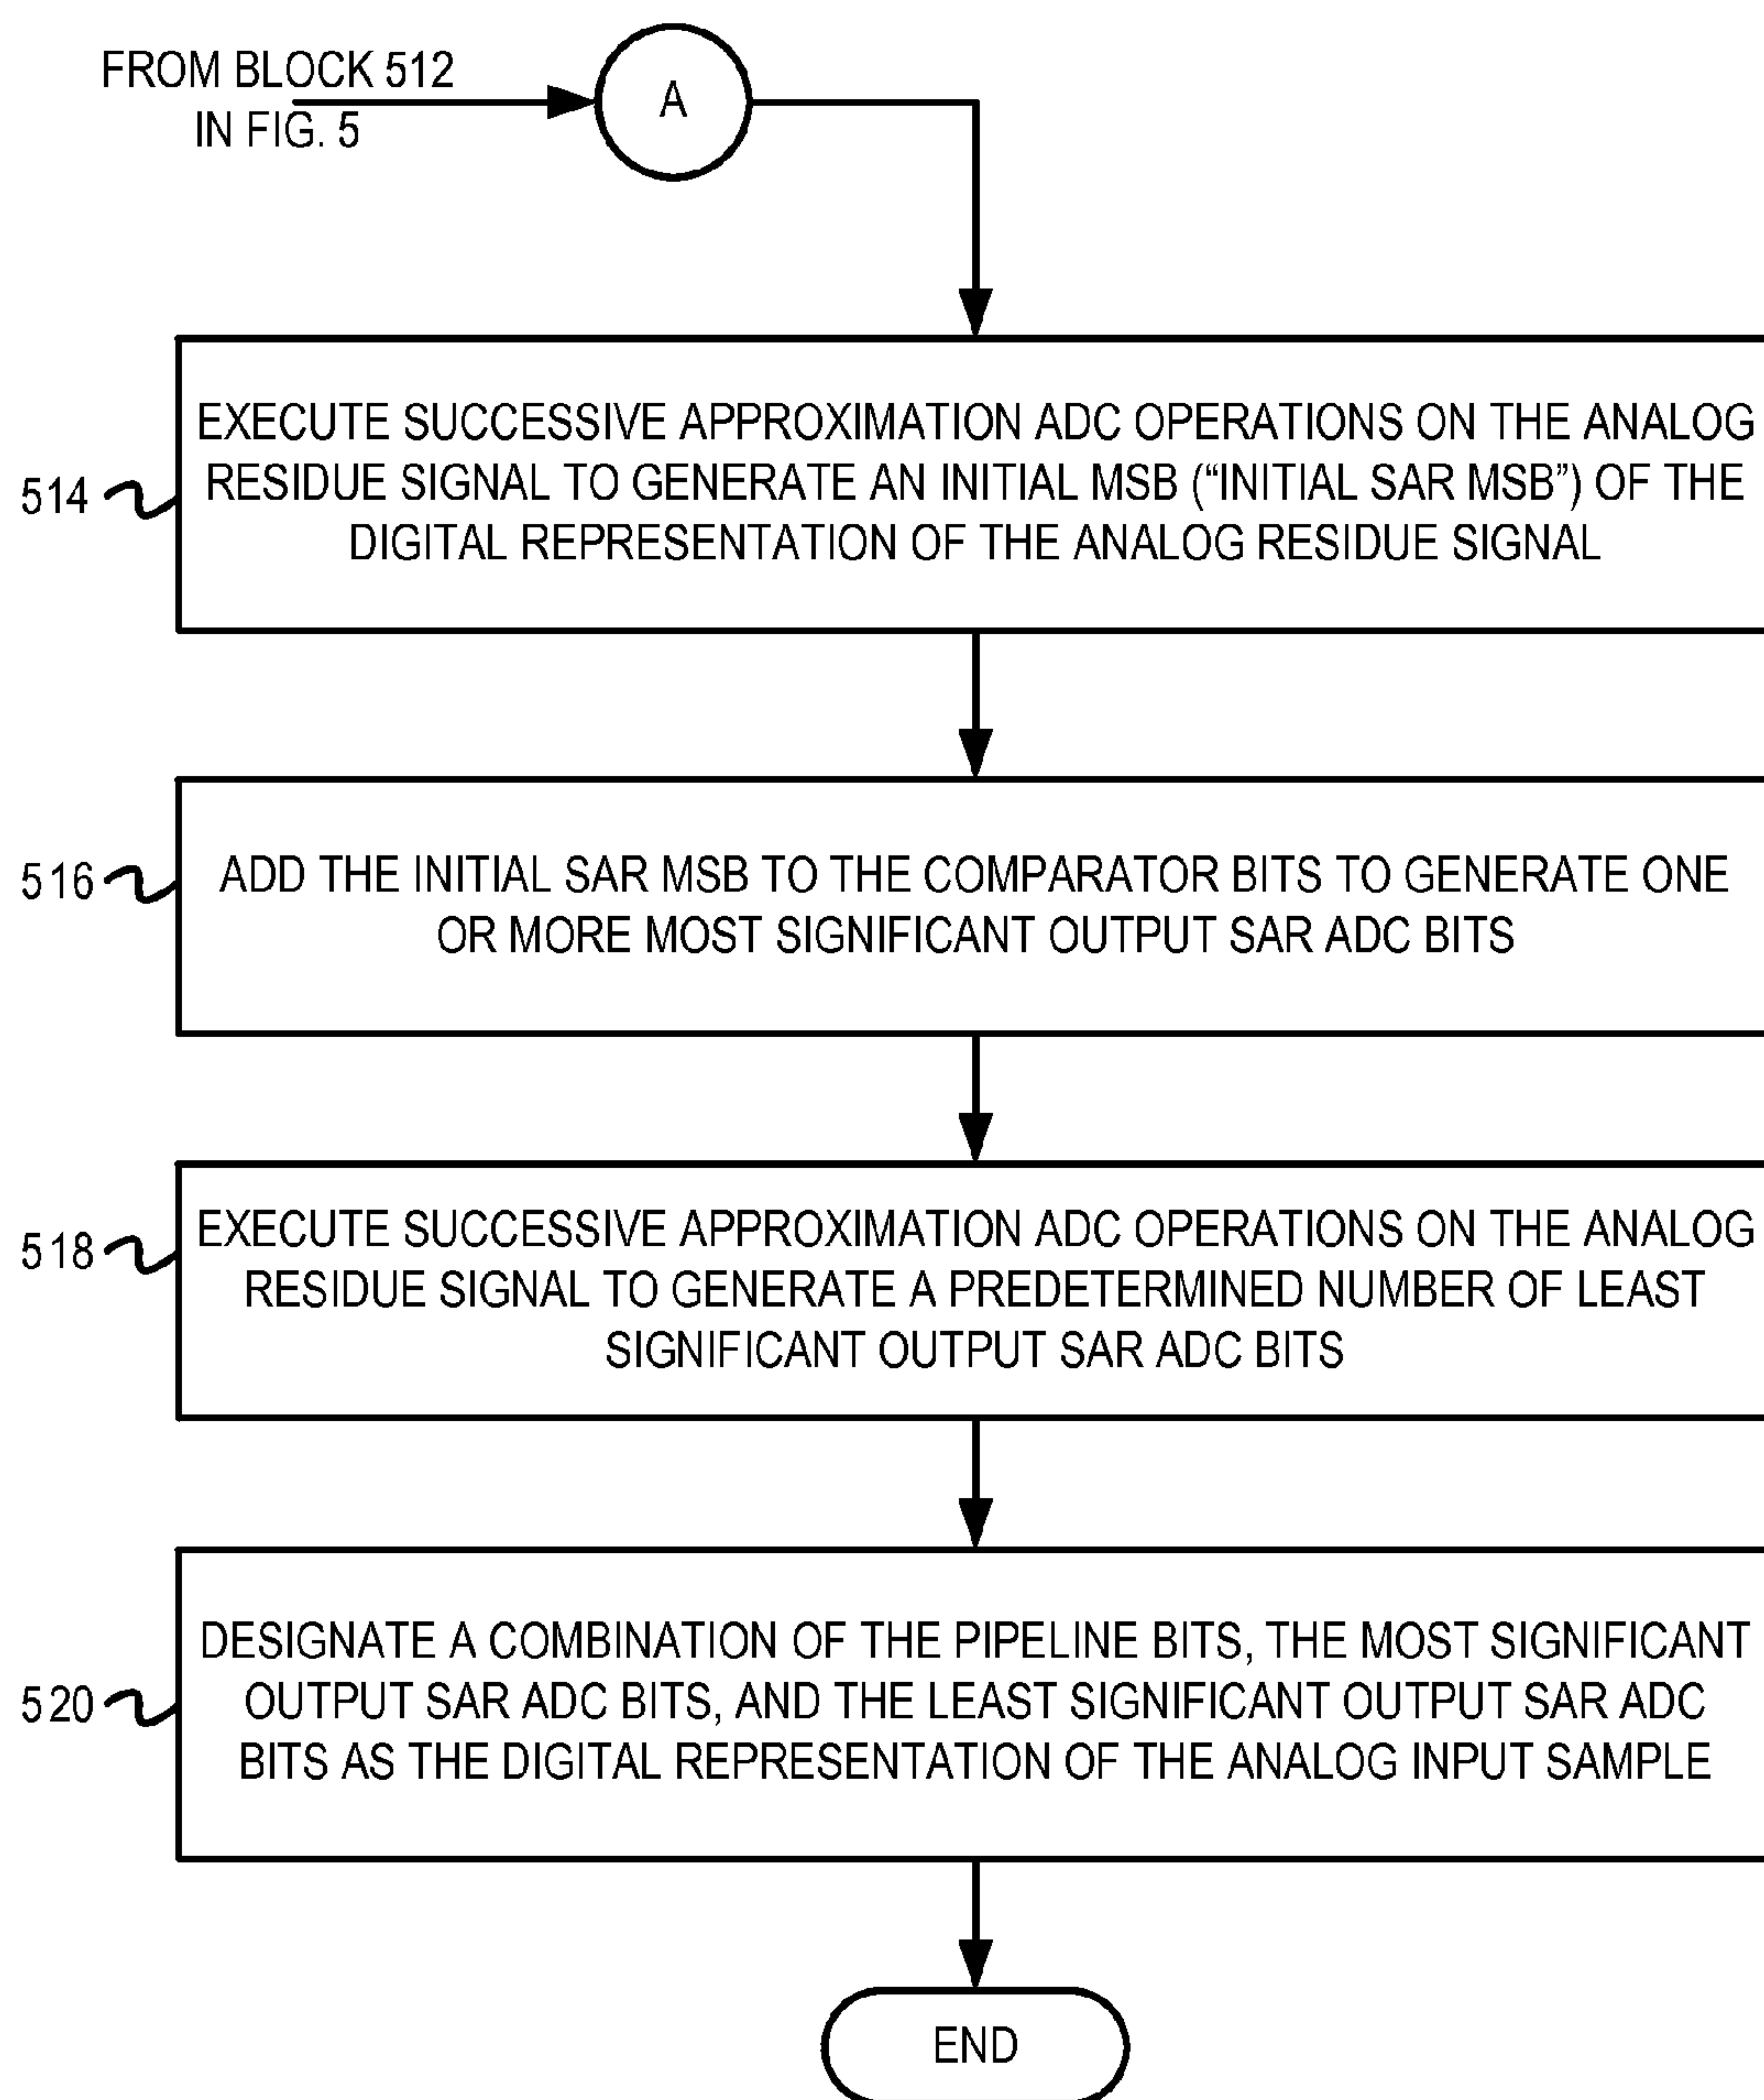 FROM BLOCK 512
IN FIG. 5
A
514
EXECUTE SUCCESSIVE APPROXIMATION ADC OPERATIONS ON THE ANALOG
RESIDUE SIGNAL TO GENERATE AN INITIAL MSB (“INITIAL SAR MSB”) OF THE
DIGITAL REPRESENTATION OF THE ANALOG RESIDUE SIGNAL
516
ADD THE INITIAL SAR MSB TO THE COMPARATOR BITS TO GENERATE ONE
OR MORE MOST SIGNIFICANT OUTPUT SAR ADC BITS
518
EXECUTE SUCCESSIVE APPROXIMATION ADC OPERATIONS ON THE ANALOG
RESIDUE SIGNAL TO GENERATE A PREDETERMINED NUMBER OF LEAST
SIGNIFICANT OUTPUT SAR ADC BITS
520
DESIGNATE A COMBINATION OF THE PIPELINE BITS, THE MOST SIGNIFICANT
OUTPUT SAR ADC BITS, AND THE LEAST SIGNIFICANT OUTPUT SAR ADC
BITS AS THE DIGITAL REPRESENTATION OF THE ANALOG INPUT SAMPLE
END